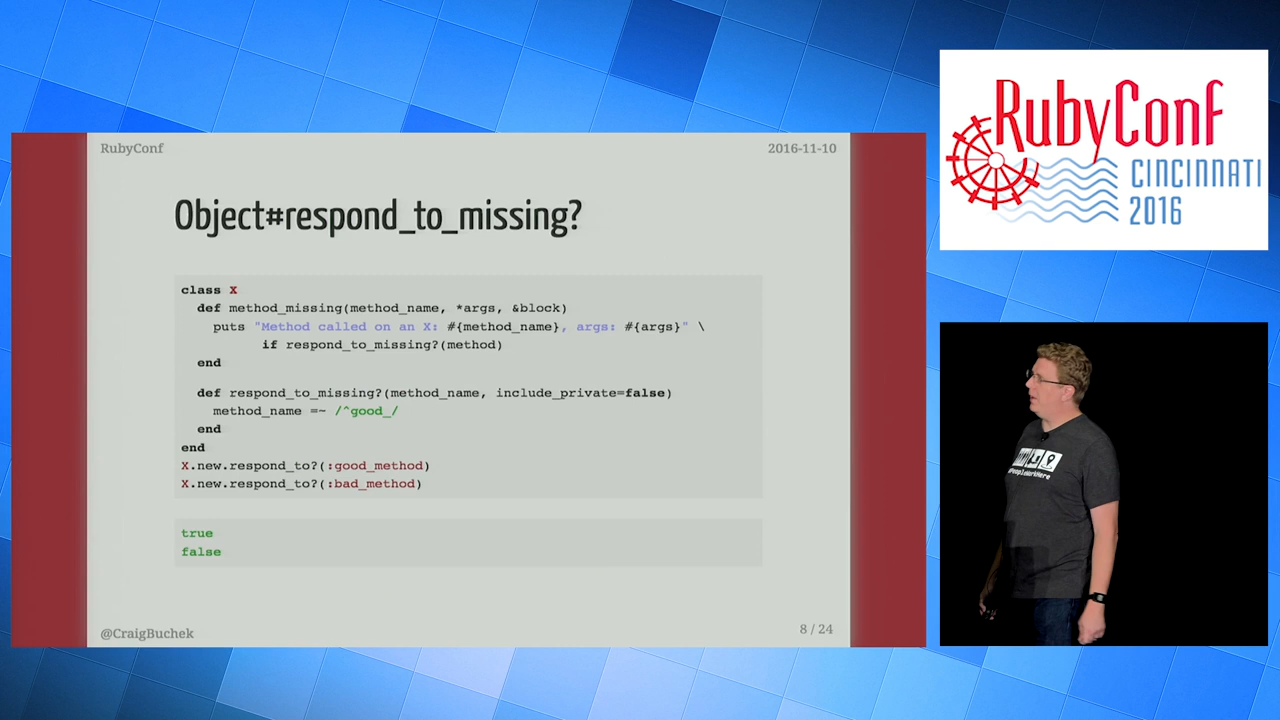 RubyConf
2016-11-10
Object#respond_to_missing?
class X
  def method_missing(method_name, *args, &block)
    puts "Method called on an X: #{method_name}, args: #{args}" \
          if respond_to_missing?(method)
  end
  def respond_to_missing?(method_name, include_private=false)
    method_name =~ /^good_/
  end
end
X.new.respond_to?(:good_method)
X.new.respond_to?(:bad_method)
true
false
@CraigBuchek
8 / 24
RubyConf
CINCINNATI
2016